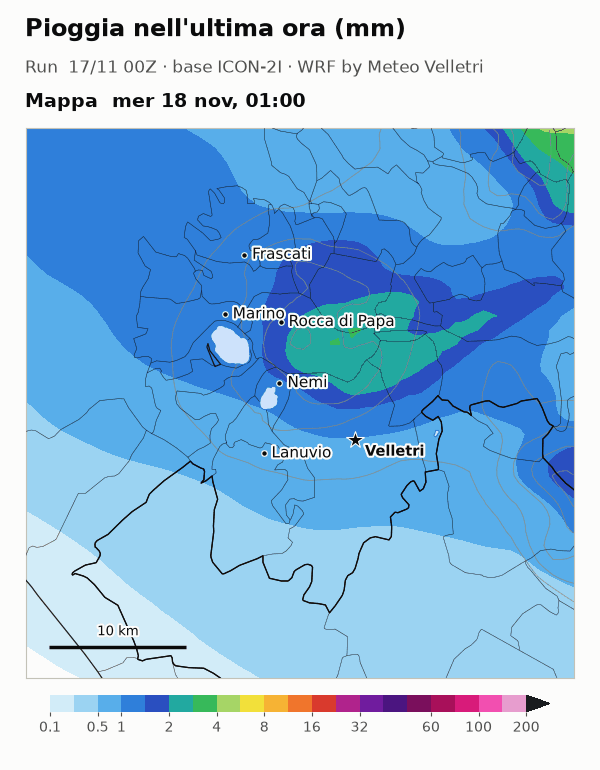 Pioggia nell'ultima ora (mm)
Run  17/11 00Z · base ICON-2I · WRF by Meteo Velletri
Mappa  mer 18 nov, 01:00
Frascati
Marino
Rocca di Papa
Nemi
Velletri
Lanuvio
10 km
0.1 0.5 1 2 4 8 16 32 60 100 200